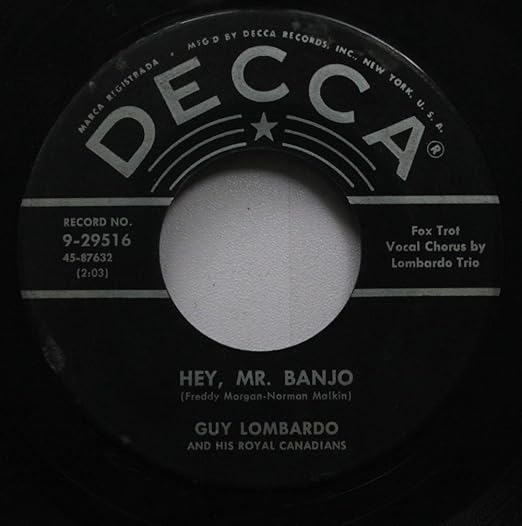 MARCA REGISTRADA • MFG'D BY DECCA RECORDS, INC., NEW YORK, U. S. A.
DECCA®
RECORD NO.
9-29516
45-87632
(2:03)
Fox Trot
Vocal Chorus by
Lombardo Trio
HEY, MR. BANJO
(Freddy Morgan-Norman Malkin)
GUY LOMBARDO
AND HIS ROYAL CANADIANS